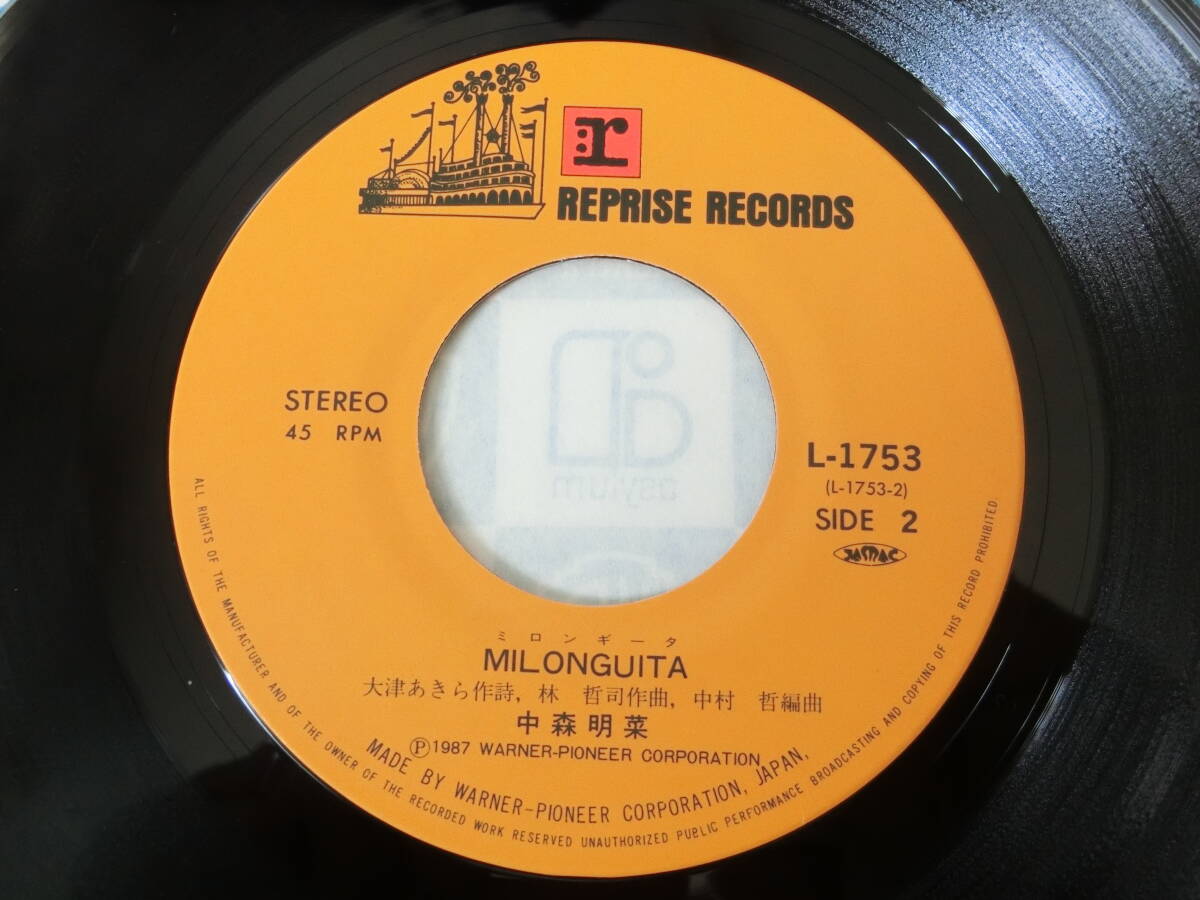 r
REPRISE RECORDS
STEREO
45 RPM
L-1753
(L-1753-2)
SIDE 2
JASRAC
ミロンギータ
MILONGUITA
大津あきら作詩, 林 哲司作曲, 中村 哲編曲
中森明菜
Ⓟ1987 WARNER-PIONEER CORPORATION
MADE BY WARNER-PIONEER CORPORATION, JAPAN.
ALL RIGHTS OF THE MANUFACTURER AND OF THE OWNER OF THE RECORDED WORK RESERVED UNAUTHORIZED PUBLIC PERFORMANCE BROADCASTING AND COPYING OF THIS RECORD PROHIBITED.
asylum